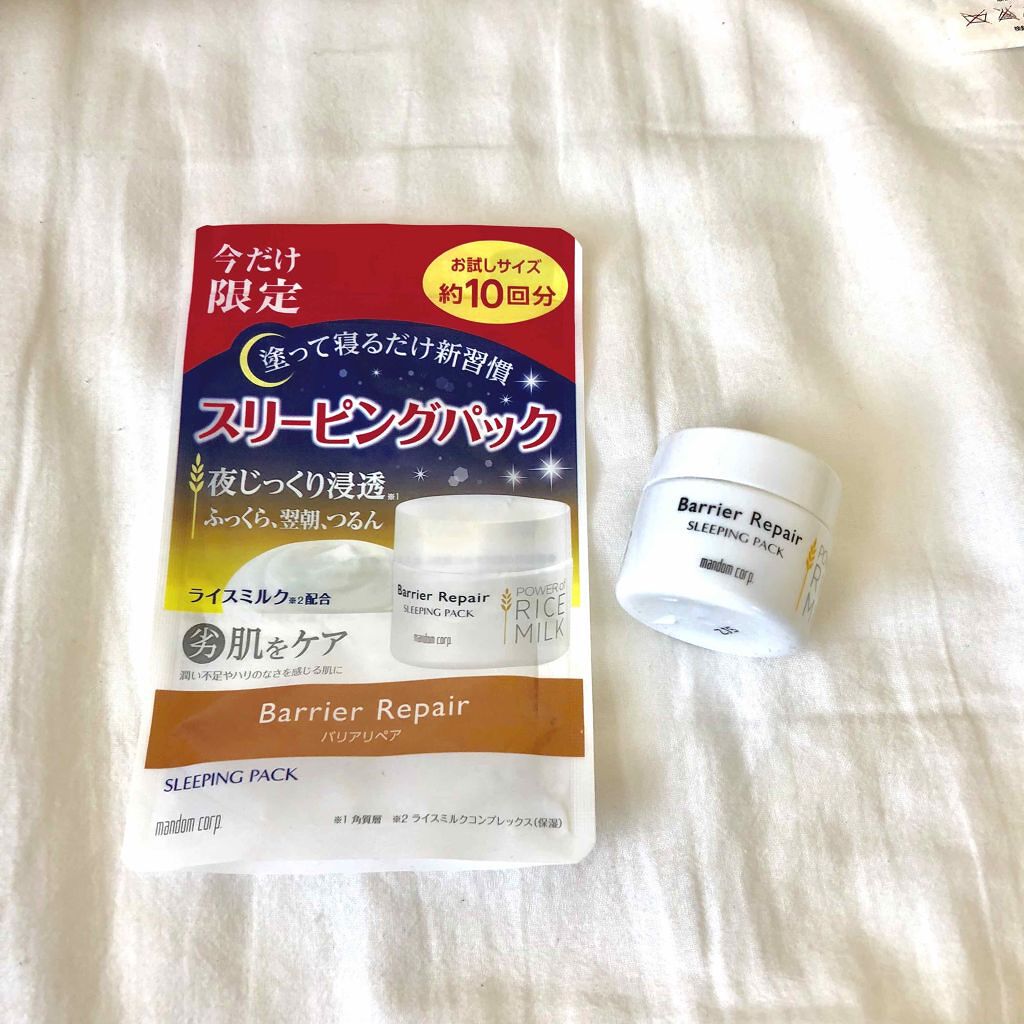 今だけ
限定
お試しサイズ
約10回分
塗って寝るだけ新習慣
スリーピングパック
夜じっくり浸透※1
ふっくら、翌朝、つるん
ライスミルク※2配合
劣肌をケア
潤い不足やハリのなさを感じる肌に
Barrier Repair
SLEEPING PACK
mandom corp.
POWER of
RICE
MILK
Barrier Repair
バリアリペア
SLEEPING PACK
mandom corp.
※1 角質層 ※2 ライスミルクコンプレックス(保湿)
Barrier Repair
SLEEPING PACK
mandom corp.